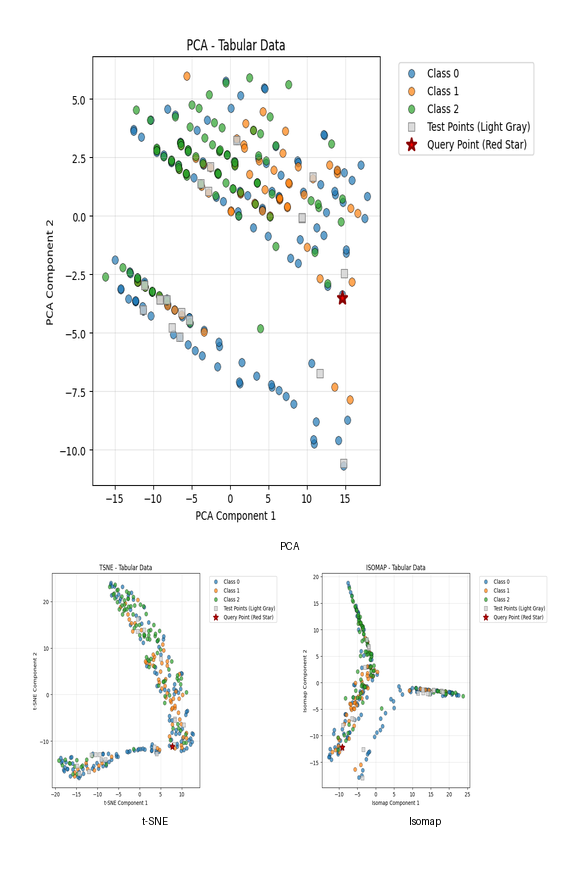 PCA - Tabular Data
Class 0
Class 1
Class 2
Test Points (Light Gray)
Query Point (Red Star)
PCA Component 2
5.0
2.5
0.0
−2.5
−5.0
−7.5
−10.0
−15
−10
−5
0
5
10
15
PCA Component 1
PCA
TSNE - Tabular Data
Class 0
Class 1
Class 2
Test Points (Light Gray)
Query Point (Red Star)
t-SNE Component 2
20
10
0
−10
−20
−15
−10
−5
0
5
10
t-SNE Component 1
t-SNE
ISOMAP - Tabular Data
Class 0
Class 1
Class 2
Test Points (Light Gray)
Query Point (Red Star)
Isomap Component 2
20
15
10
5
0
−5
−10
−15
−10
−5
0
5
10
15
20
25
Isomap Component 1
Isomap